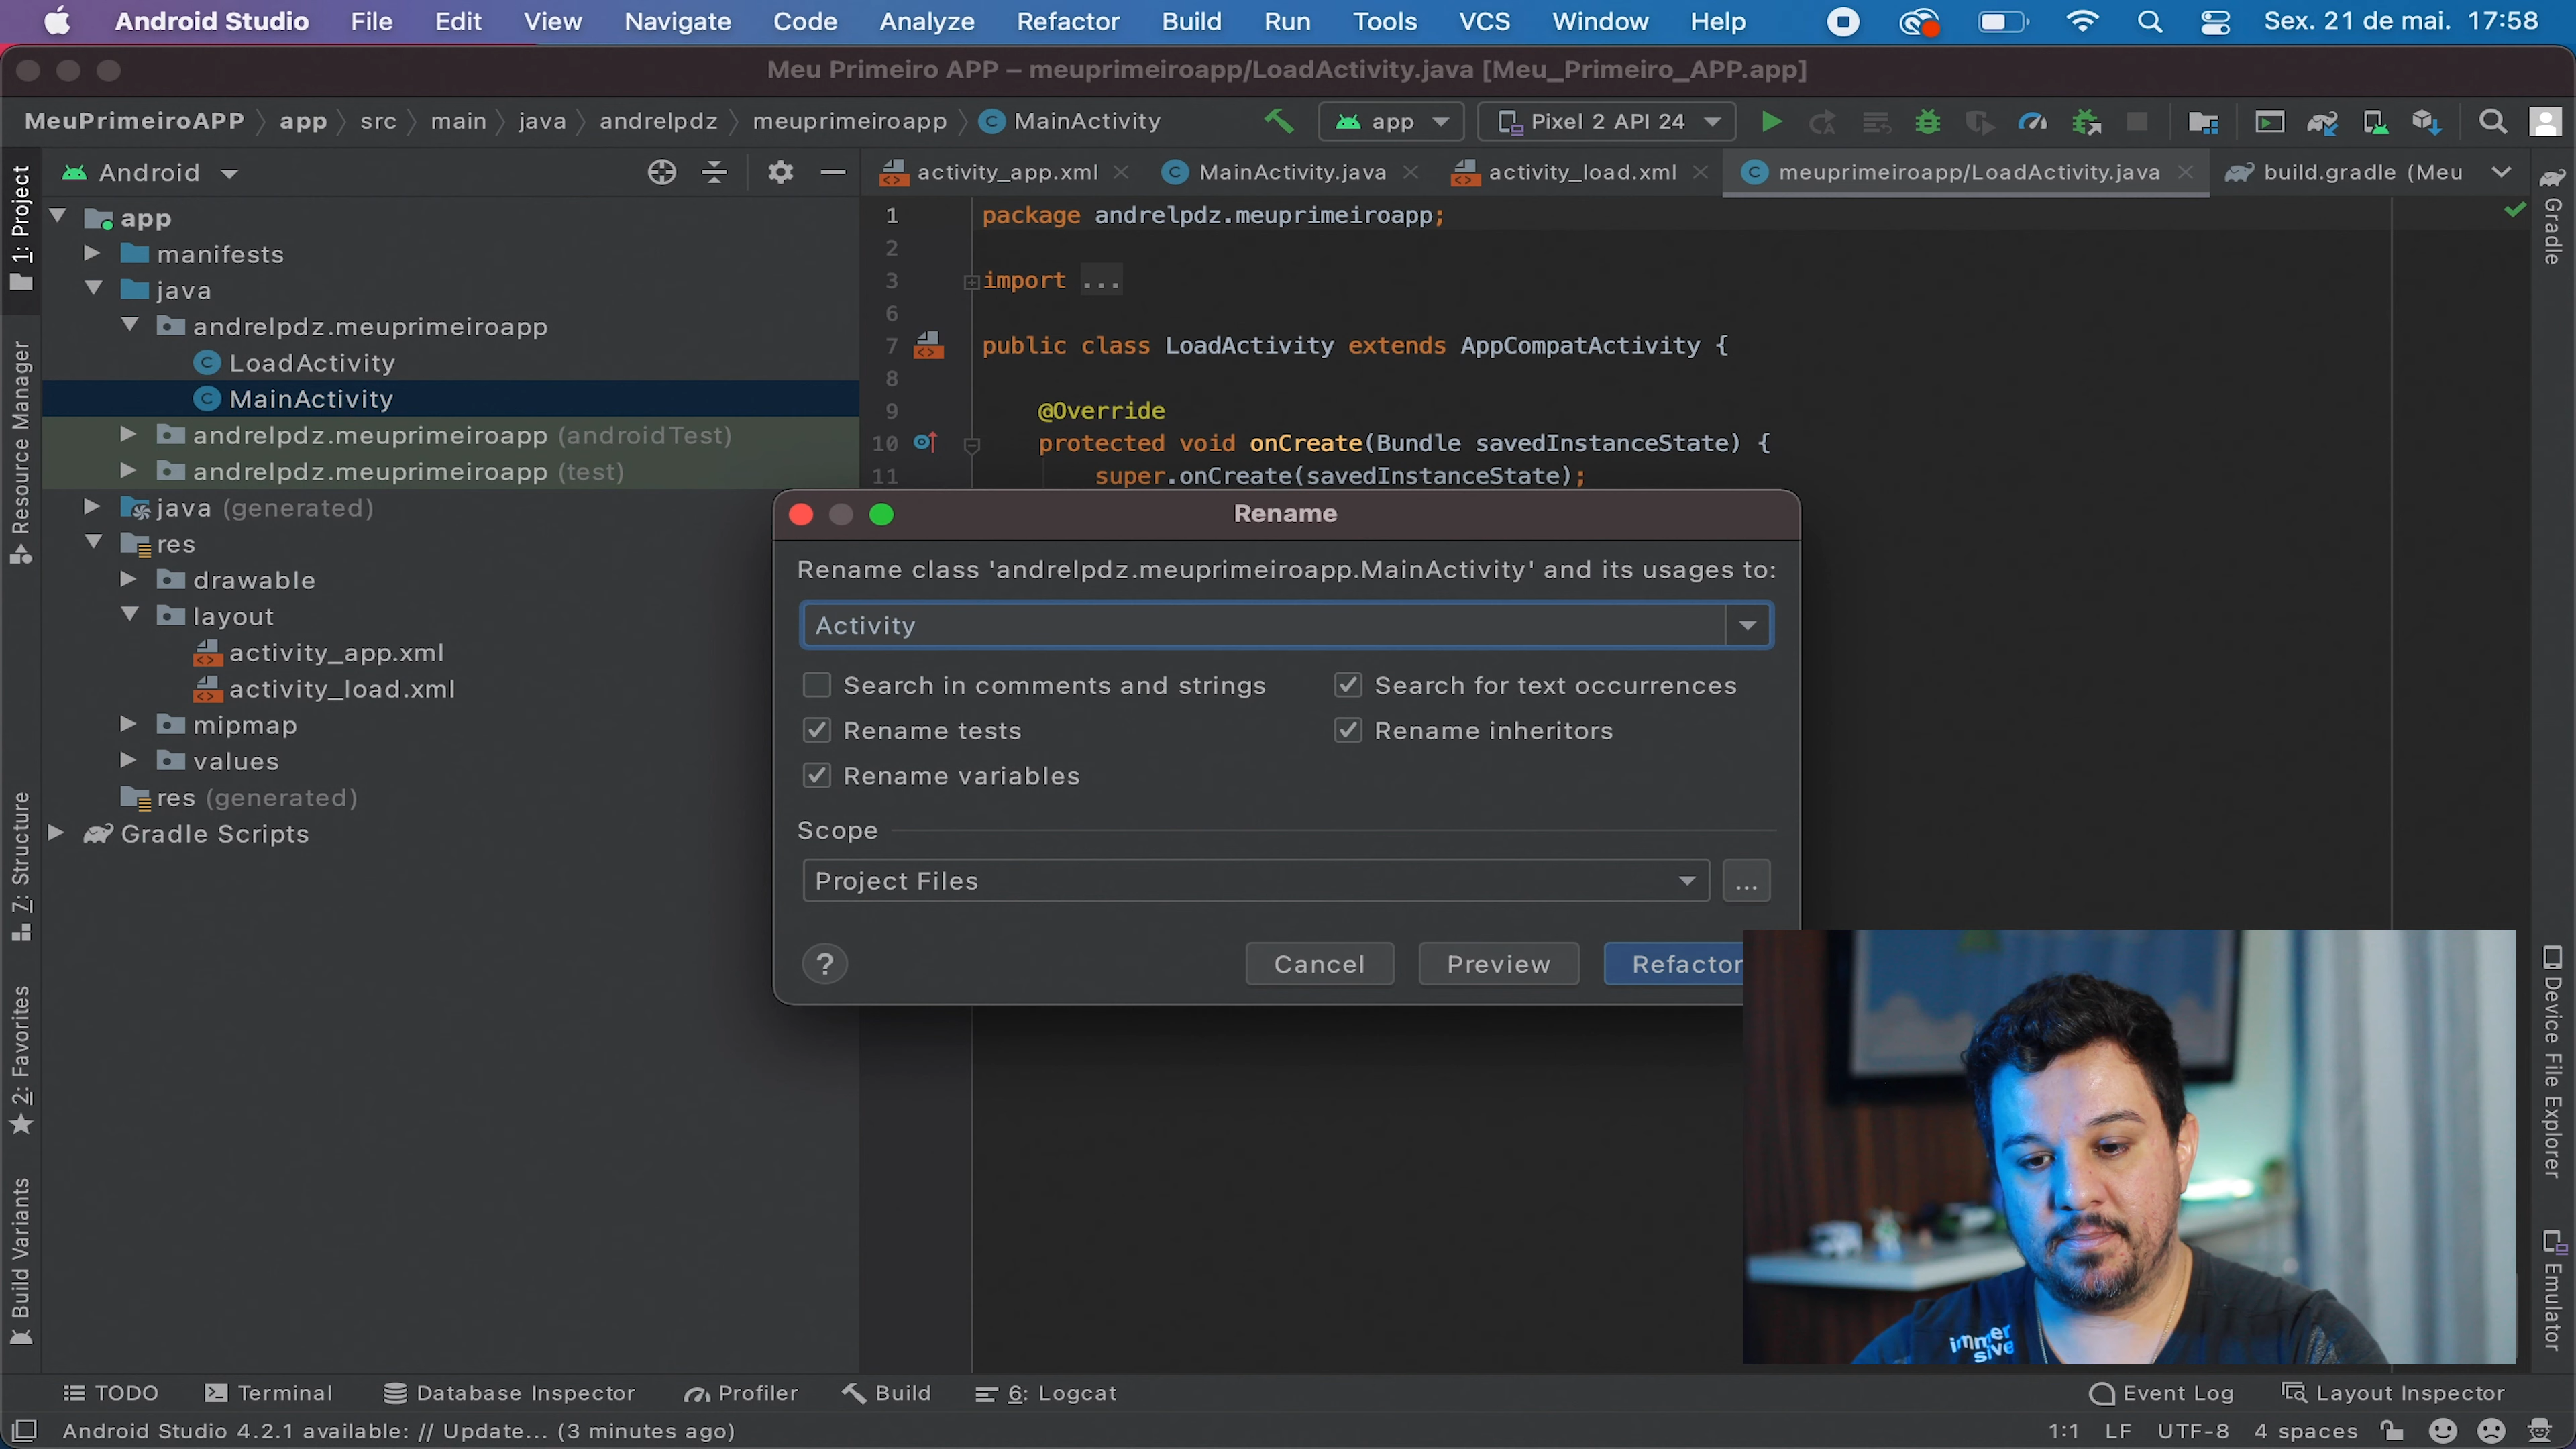 Android Studio File Edit View Navigate Code Analyze Refactor Build Run Tools VCS Window Help Sex. 21 de mai. 17:58
Meu Primeiro APP – meuprimeiroapp/LoadActivity.java [Meu_Primeiro_APP.app]
MeuPrimeiroAPP app src main java andrelpdz meuprimeiroapp MainActivity app Pixel 2 API 24
Android
activity_app.xml MainActivity.java activity_load.xml meuprimeiroapp/LoadActivity.java build.gradle (Meu
1: Project
Resource Manager
7: Structure
2: Favorites
Build Variants
app
manifests
java
andrelpdz.meuprimeiroapp
LoadActivity
MainActivity
andrelpdz.meuprimeiroapp (androidTest)
andrelpdz.meuprimeiroapp (test)
java (generated)
res
drawable
layout
activity_app.xml
activity_load.xml
mipmap
values
res (generated)
Gradle Scripts
1 package andrelpdz.meuprimeiroapp;
2
3 import ...
6
7 public class LoadActivity extends AppCompatActivity {
8
9 @Override
10 protected void onCreate(Bundle savedInstanceState) {
11 super.onCreate(savedInstanceState);
Rename
Rename class 'andrelpdz.meuprimeiroapp.MainActivity' and its usages to:
Activity
Search in comments and strings Search for text occurrences
Rename tests Rename inheritors
Rename variables
Scope
Project Files ...
? Cancel Preview Refactor
immer
sive
Gradle
Device File Explorer
Emulator
TODO Terminal Database Inspector Profiler Build 6: Logcat Event Log Layout Inspector
Android Studio 4.2.1 available: // Update... (3 minutes ago) 1:1 LF UTF-8 4 spaces